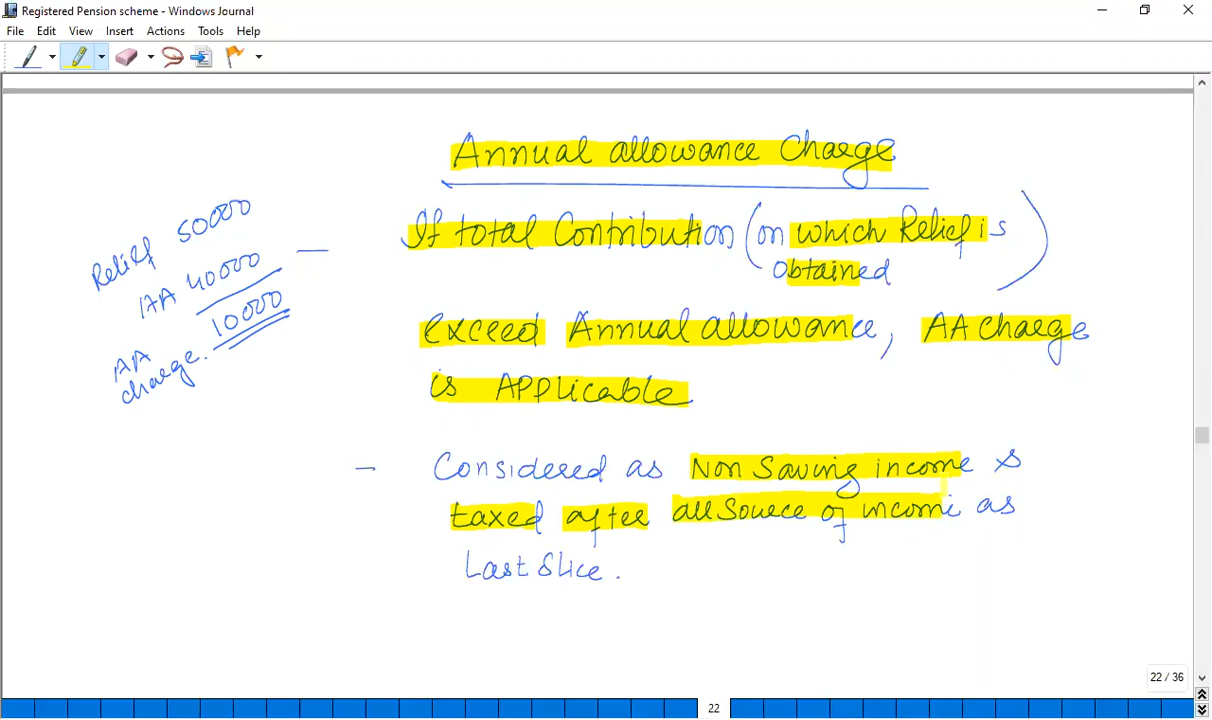 Registered Pension scheme - Windows Journal
File Edit View Insert Actions Tools Help
Annual allowance Charge
If total Contribution (on which Relief is
obtained)
exceed Annual allowance, AA charge
is APPlicable
- Considered as Non Saving income &
taxed after all Source of incom as
Last Slice.
Relief 50000
AA 40000
10000
AA
charge.
22 / 36
22